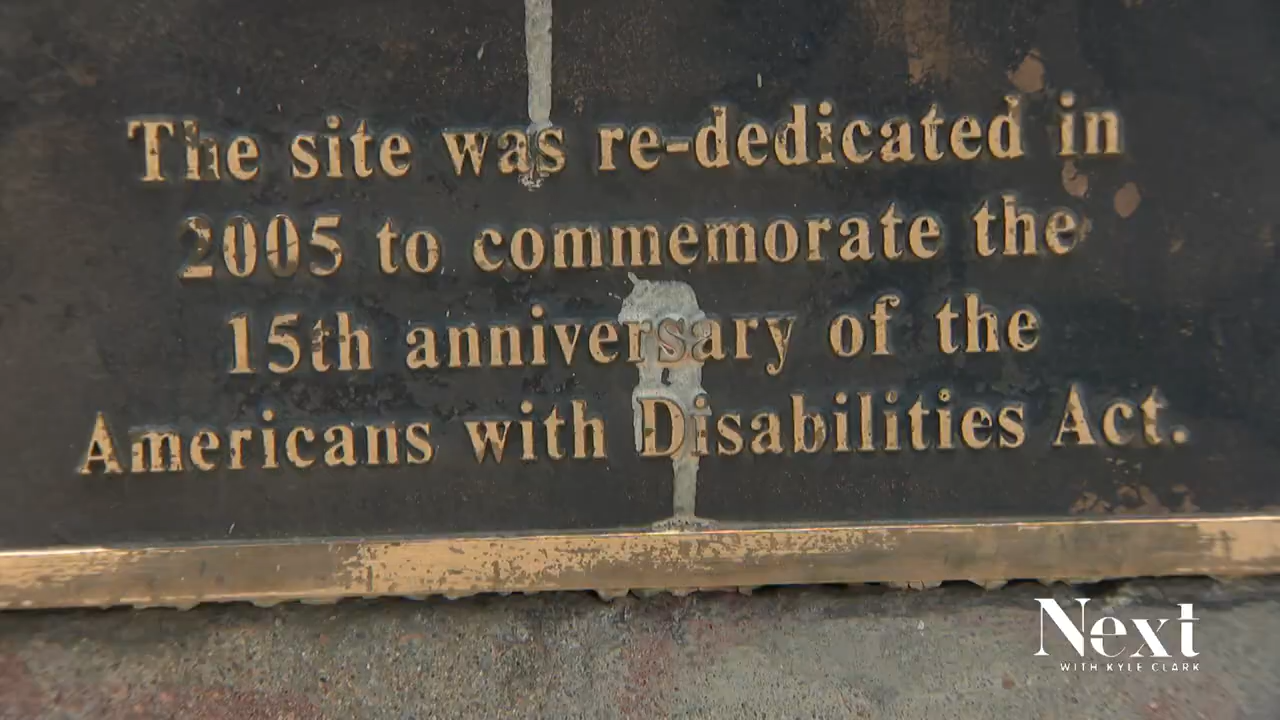 The site was re-dedicated in
2005 to commemorate the
15th anniversary of the
Americans with Disabilities Act.
Next
WITH KYLE CLARK